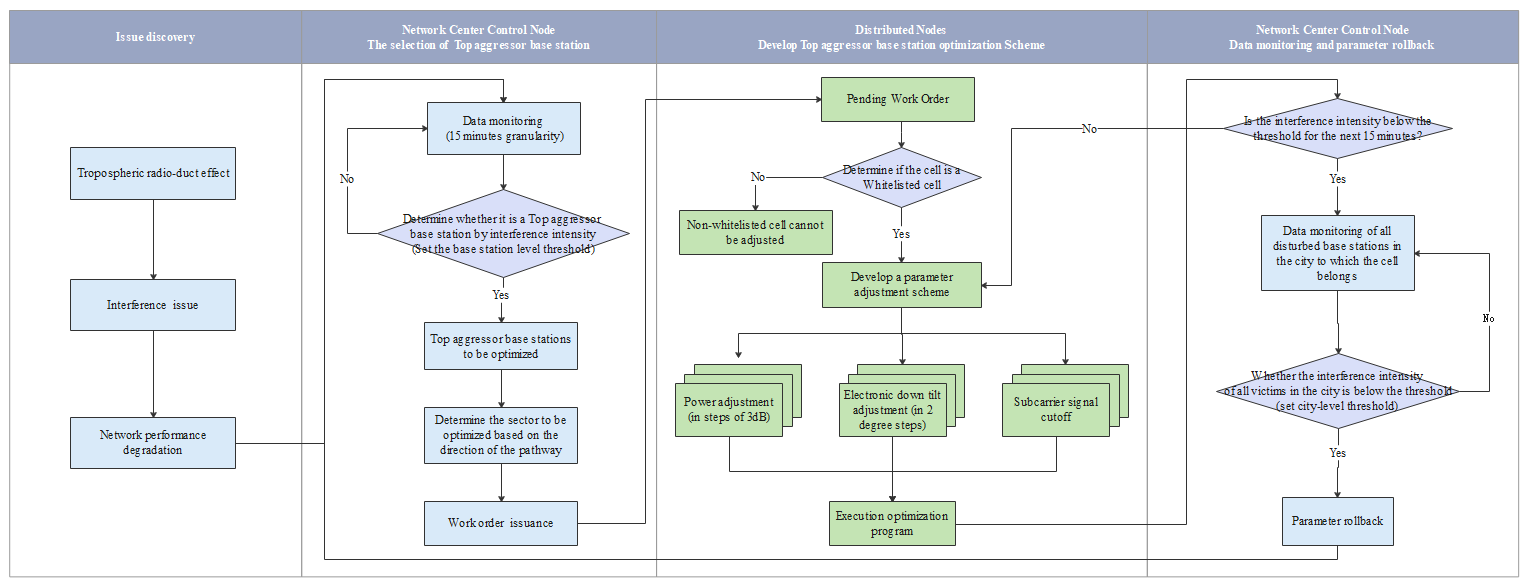 Issue discovery
Network Center Control Node
The selection of Top aggressor base station
Distributed Nodes
Develop Top aggressor base station optimization Scheme
Network Center Control Node
Data monitoring and parameter rollback
Tropospheric radio-duct effect
Interference issue
Network performance
degradation
Data monitoring
(15 minutes granularity)
No
Determine whether it is a Top aggressor
base station by interference intensity
(Set the base station level threshold)
Yes
Top aggressor base stations
to be optimized
Determine the sector to be
optimized based on the
direction of the pathway
Work order issuance
Pending Work Order
Determine if the cell is a
Whitelisted cell
No
Non-whitelisted cell cannot
be adjusted
Yes
Develop a parameter
adjustment scheme
Power adjustment
(in steps of 3dB)
Electronic down tilt
adjustment (in 2
degree steps)
Subcarrier signal
cutoff
Execution optimization
program
No
Is the interference intensity below the
threshold for the next 15 minutes?
Yes
Data monitoring of all
disturbed base stations in
the city to which the cell
belongs
No
Whether the interference intensity
of all victims in the city is below the threshold
(set city-level threshold)
Yes
Parameter rollback